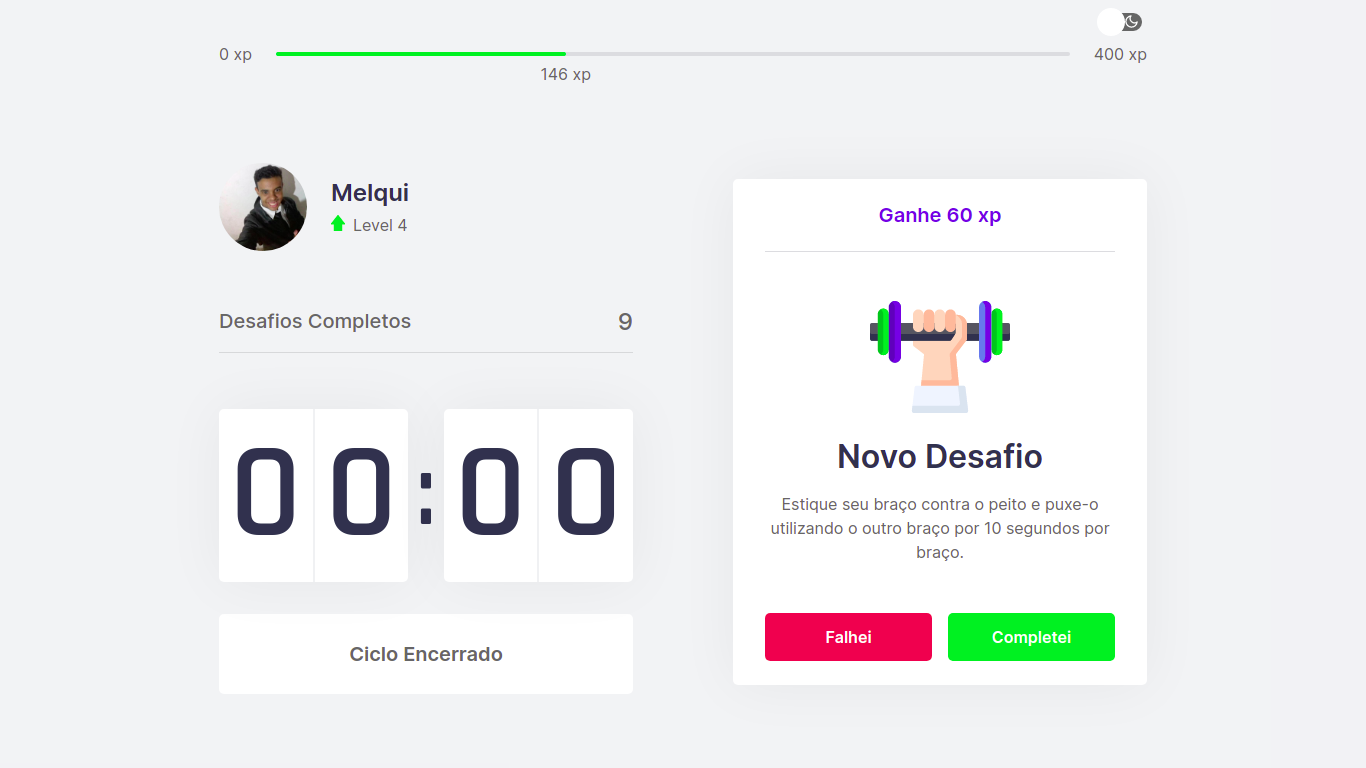 0 xp
400 xp
146 xp
Melqui
Level 4
Desafios Completos 9
00:00
Ciclo Encerrado
Ganhe 60 xp
Novo Desafio
Estique seu braço contra o peito e puxe-o
utilizando o outro braço por 10 segundos por
braço.
Falhei
Completei